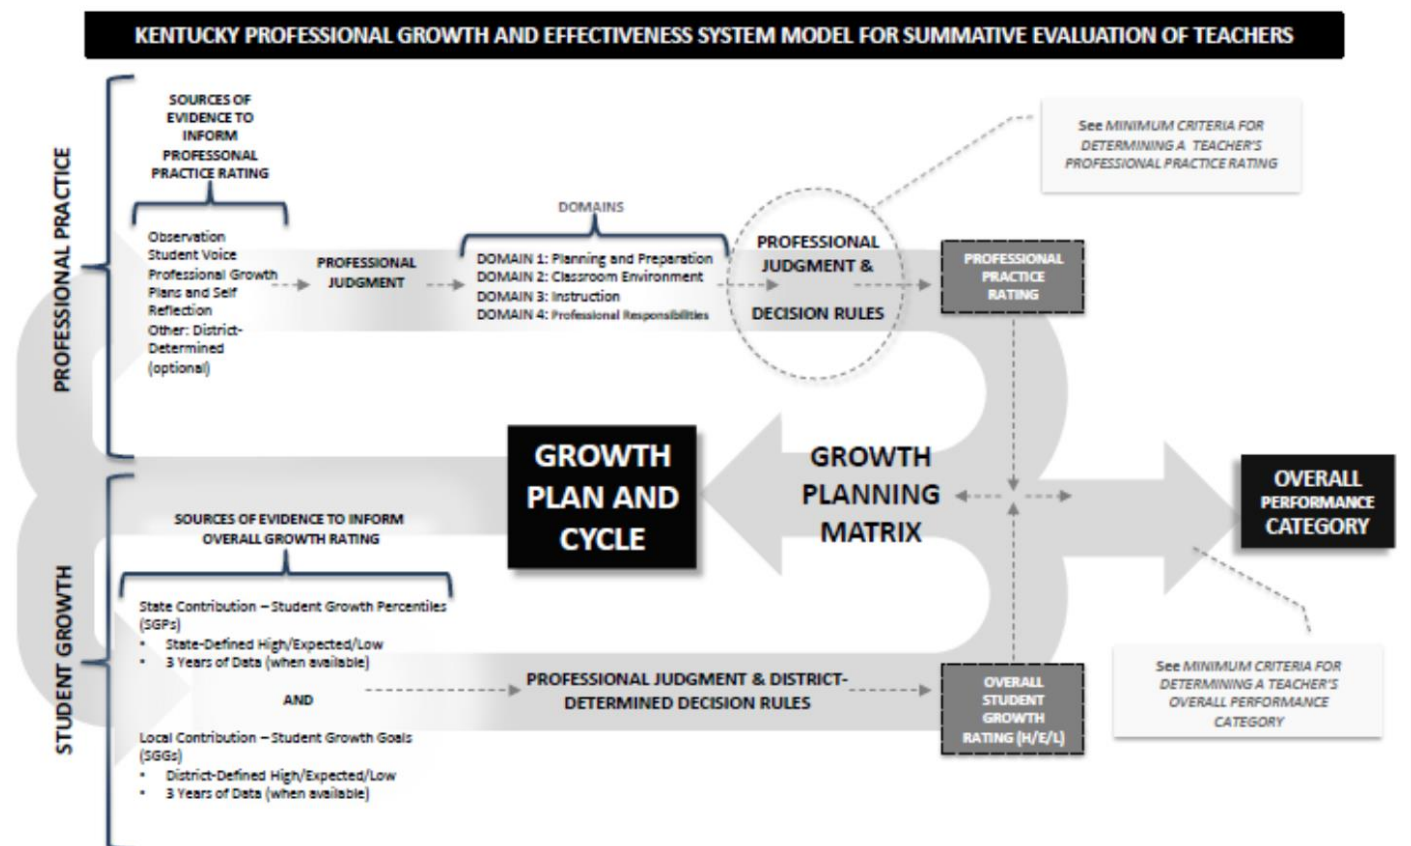 KENTUCKY PROFESSIONAL GROWTH AND EFFECTIVENESS SYSTEM MODEL FOR SUMMATIVE EVALUATION OF TEACHERS
PROFESSIONAL PRACTICE
SOURCES OF
EVIDENCE TO
INFORM
PROFESSIONAL
PRACTICE RATING
Observation
Student Voice
Professional Growth
Plans and Self
Reflection
Other: District-
Determined
(optional)
PROFESSIONAL
JUDGMENT
DOMAINS
DOMAIN 1: Planning and Preparation
DOMAIN 2: Classroom Environment
DOMAIN 3: Instruction
DOMAIN 4: Professional Responsibilities
PROFESSIONAL
JUDGMENT &
DECISION RULES
See MINIMUM CRITERIA FOR
DETERMINING A TEACHER'S
PROFESSIONAL PRACTICE RATING
PROFESSIONAL
PRACTICE
RATING
GROWTH
PLAN AND
CYCLE
GROWTH
PLANNING
MATRIX
OVERALL
PERFORMANCE
CATEGORY
STUDENT GROWTH
SOURCES OF EVIDENCE TO INFORM
OVERALL GROWTH RATING
State Contribution – Student Growth Percentiles
(SGPs)
• State-Defined High/Expected/Low
• 3 Years of Data (when available)
AND
Local Contribution – Student Growth Goals
(SGGs)
• District-Defined High/Expected/Low
• 3 Years of Data (when available)
PROFESSIONAL JUDGMENT & DISTRICT-
DETERMINED DECISION RULES
OVERALL
STUDENT
GROWTH
RATING (H/E/L)
See MINIMUM CRITERIA FOR
DETERMINING A TEACHER'S
OVERALL PERFORMANCE
CATEGORY